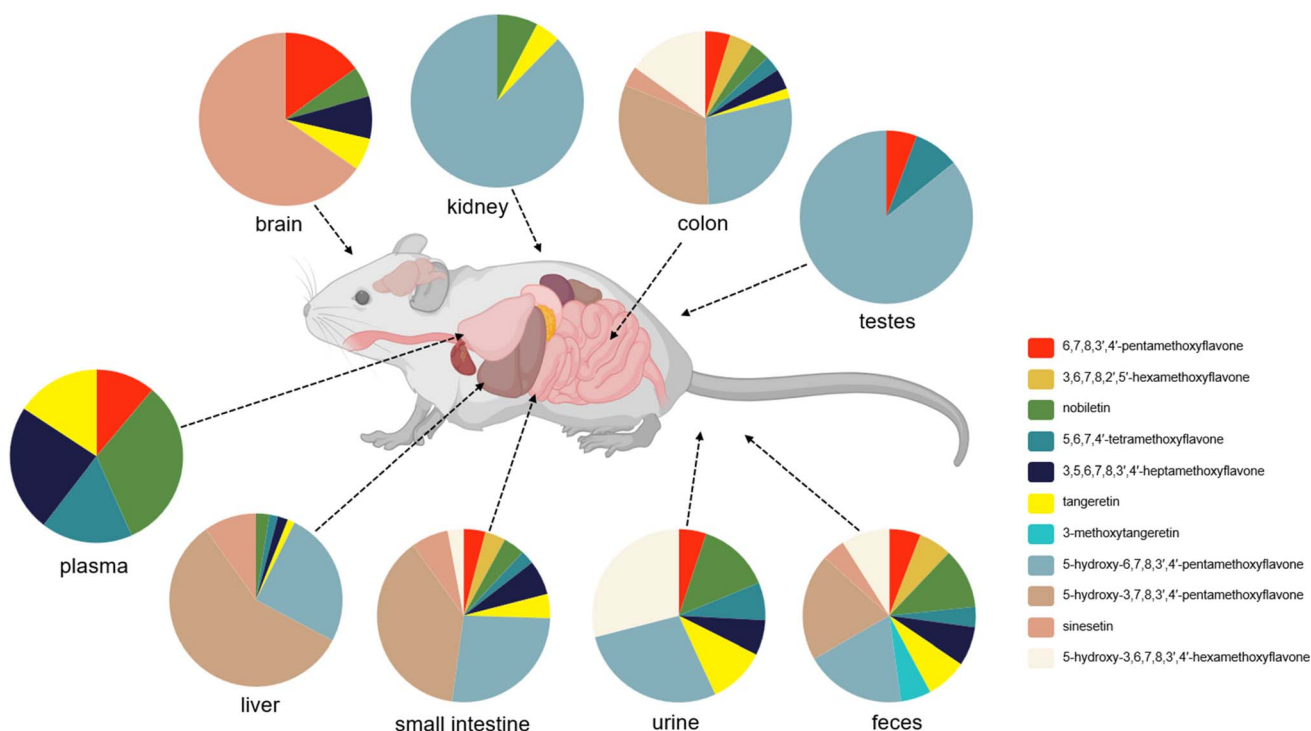 brain
kidney
colon
testes
plasma
liver
small intestine
urine
feces
6,7,8,3′,4′-pentamethoxyflavone
3,6,7,8,2′,5′-hexamethoxyflavone
nobiletin
5,6,7,4′-tetramethoxyflavone
3,5,6,7,8,3′,4′-heptamethoxyflavone
tangeretin
3-methoxytangeretin
5-hydroxy-6,7,8,3′,4′-pentamethoxyflavone
5-hydroxy-3,7,8,3′,4′-pentamethoxyflavone
sinesetin
5-hydroxy-3,6,7,8,3′,4′-hexamethoxyflavone